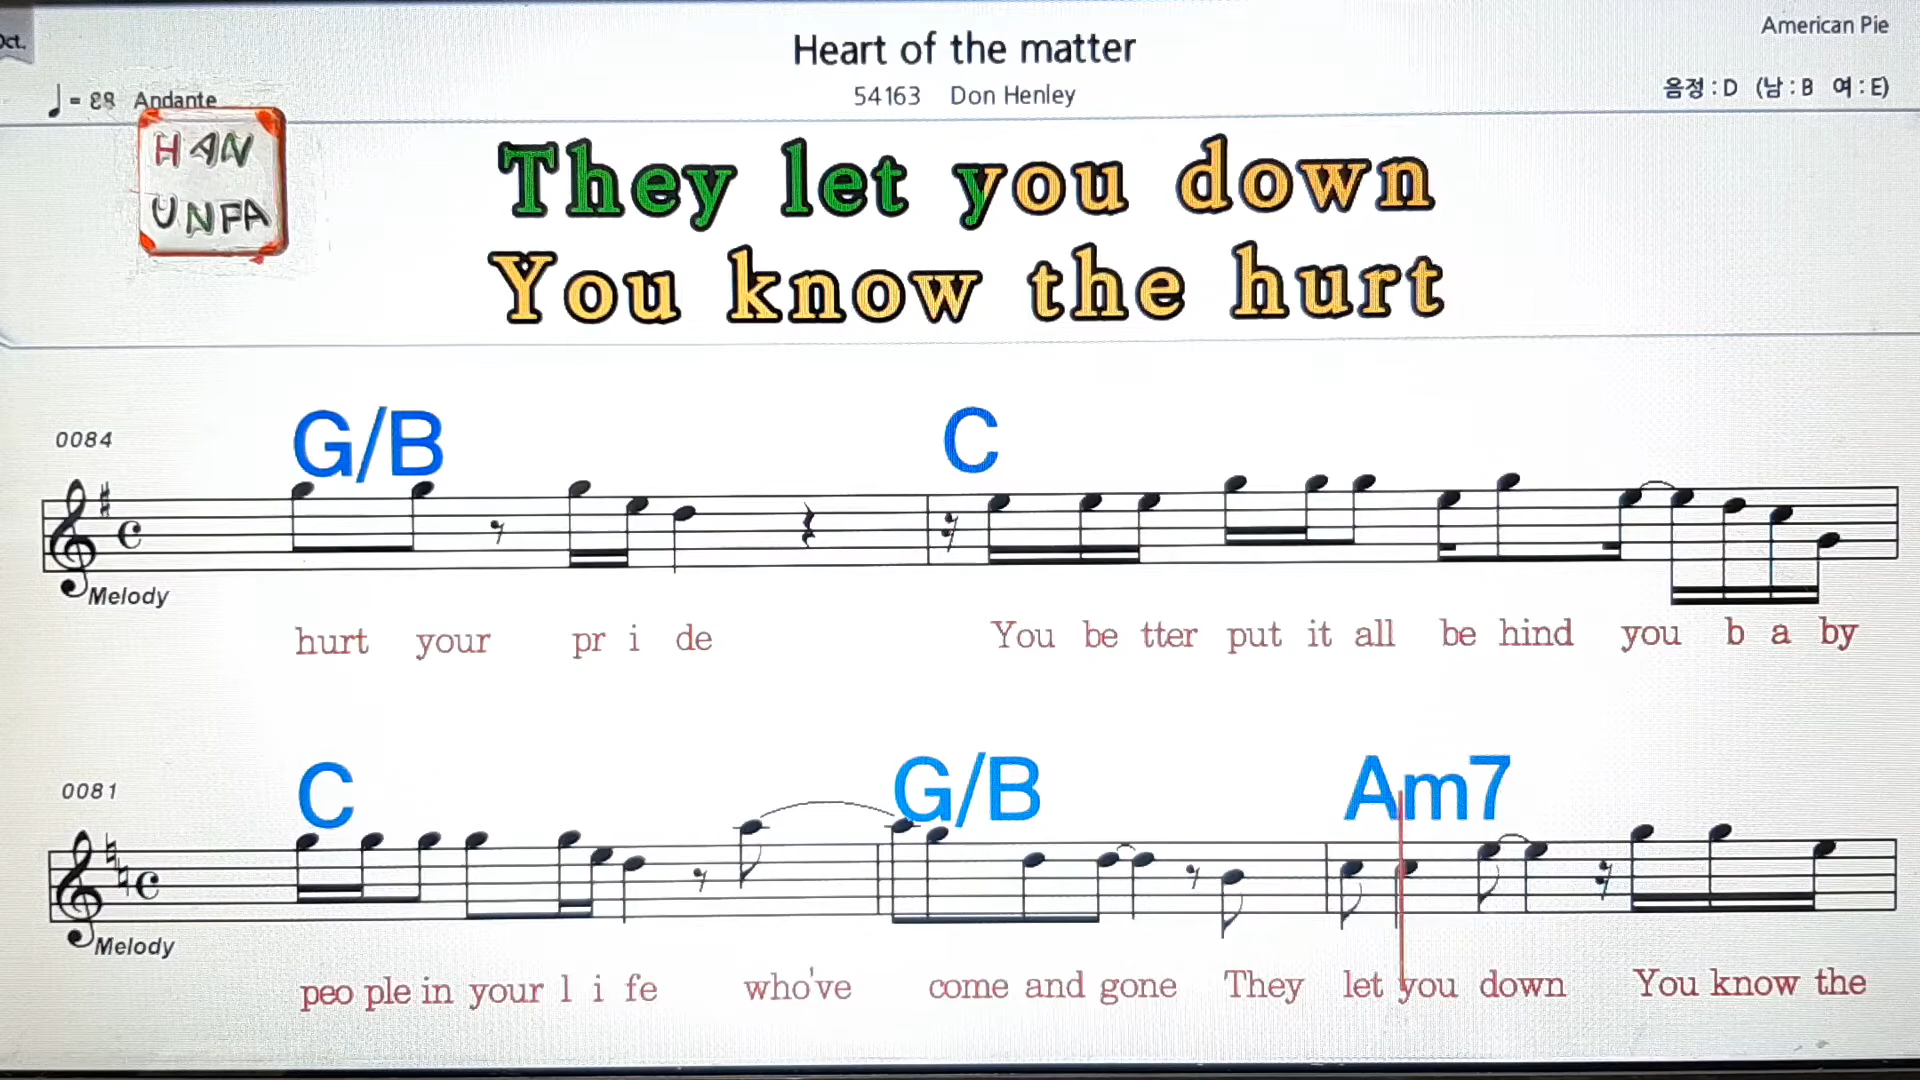 Oct.
Heart of the matter
American Pie
♩ = 88 Andante
54163 Don Henley
음정 : D (남 : B 여 : E)
HAN
UNFA
They let you down
You know the hurt
0084
G/B C
Melody
hurt your pr i de You be tter put it all be hind you b a by
0081
C G/B Am7
Melody
peo ple in your l i fe who've come and gone They let you down You know the